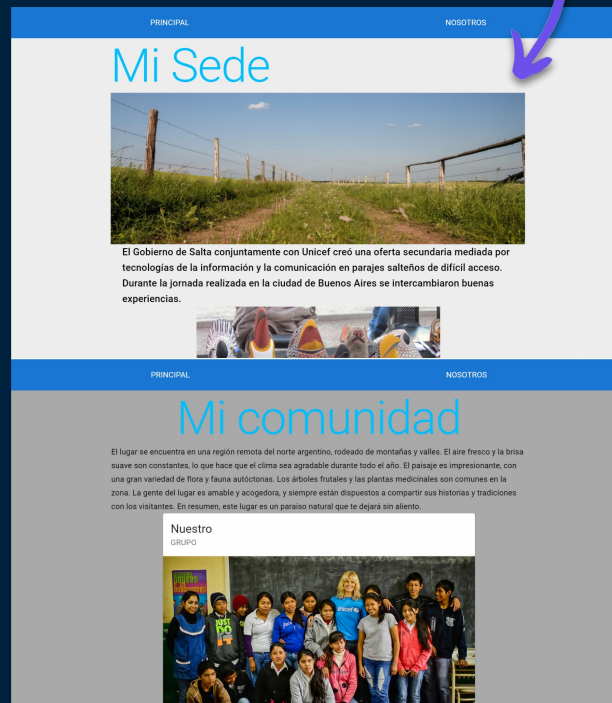 PRINCIPAL
NOSOTROS
Mi Sede
El Gobierno de Salta conjuntamente con Unicef creó una oferta secundaria mediada por
tecnologías de la información y la comunicación en parajes salteños de difícil acceso.
Durante la jornada realizada en la ciudad de Buenos Aires se intercambiaron buenas
experiencias.
PRINCIPAL
NOSOTROS
Mi comunidad
El lugar se encuentra en una región remota del norte argentino, rodeado de montañas y valles. El aire fresco y la brisa
suave son constantes, lo que hace que el clima sea agradable durante todo el año. El paisaje es impresionante, con
una gran variedad de flora y fauna autóctonas. Los árboles frutales y las plantas medicinales son comunes en la
zona. La gente del lugar es amable y acogedora, y siempre están dispuestos a compartir sus historias y tradiciones
con los visitantes. En resumen, este lugar es un paraíso natural que te dejará sin aliento.
Nuestro
GRUPO
JUST
DO
IT
unicef